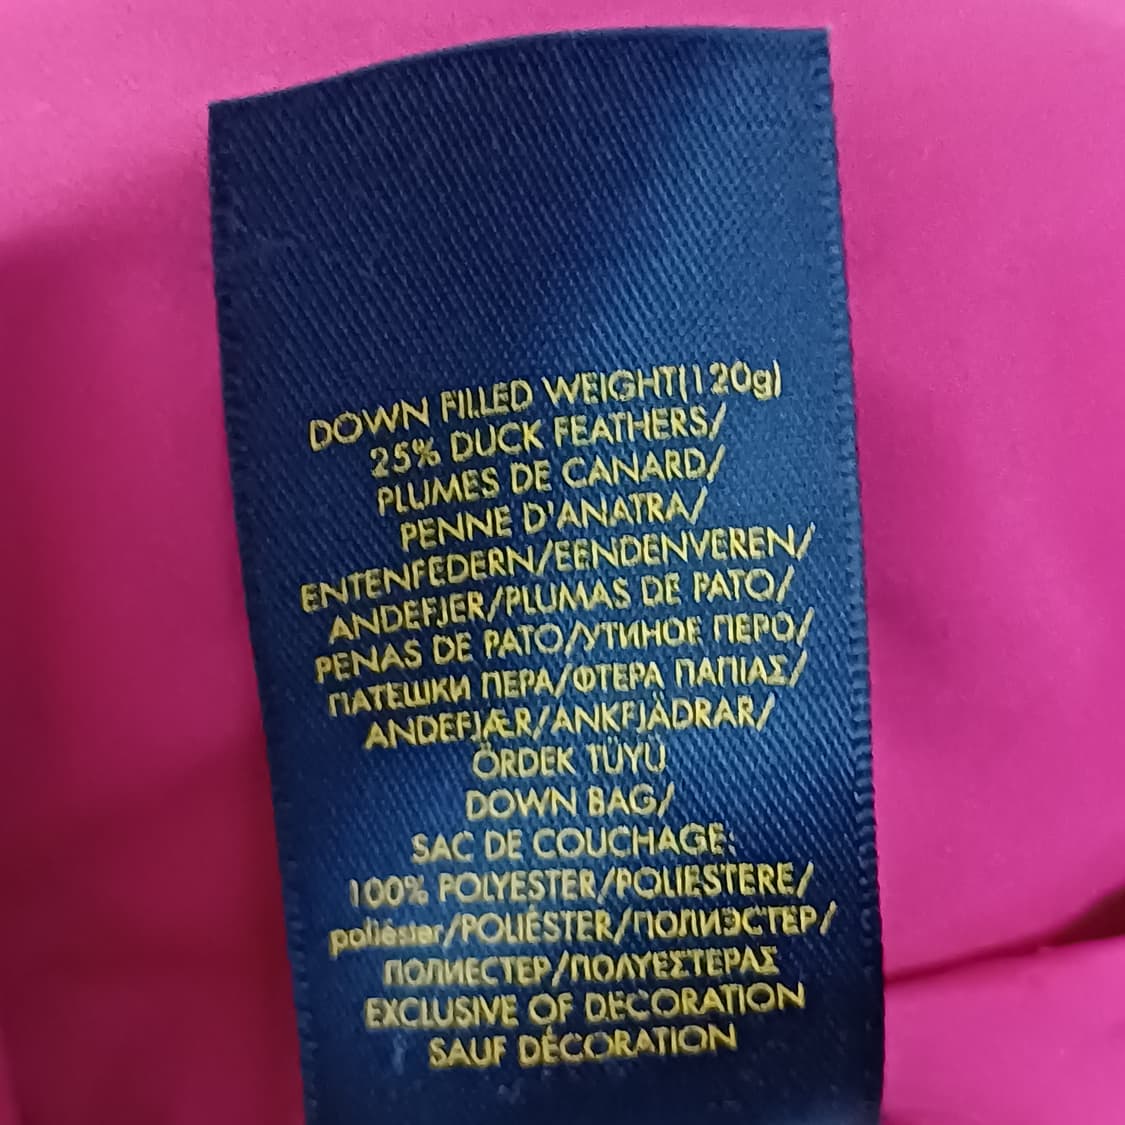 DOWN FILLED WEIGHT(120g)
25% DUCK FEATHERS/
PLUMES DE CANARD/
PENNE D'ANATRA/
ENTENFEDERN/EENDENVEREN/
ANDEFJER/PLUMAS DE PATO/
PENAS DE PATO/УТИНОЕ ПЕРО/
ПАТЕШКИ ПЕРА/ΦΤΕΡΑ ΠΑΠΙΑΣ/
ANDEFJÆR/ANKFJÄDRAR/
ÖRDEK TÜYÜ
DOWN BAG/
SAC DE COUCHAGE:
100% POLYESTER/POLIESTERE/
poliéster/POLIÉSTER/ПОЛИЭСТЕР/
ПОЛИЕСТЕР/ΠΟΛΥΕΣΤΕΡΑΣ
EXCLUSIVE OF DECORATION
SAUF DÉCORATION